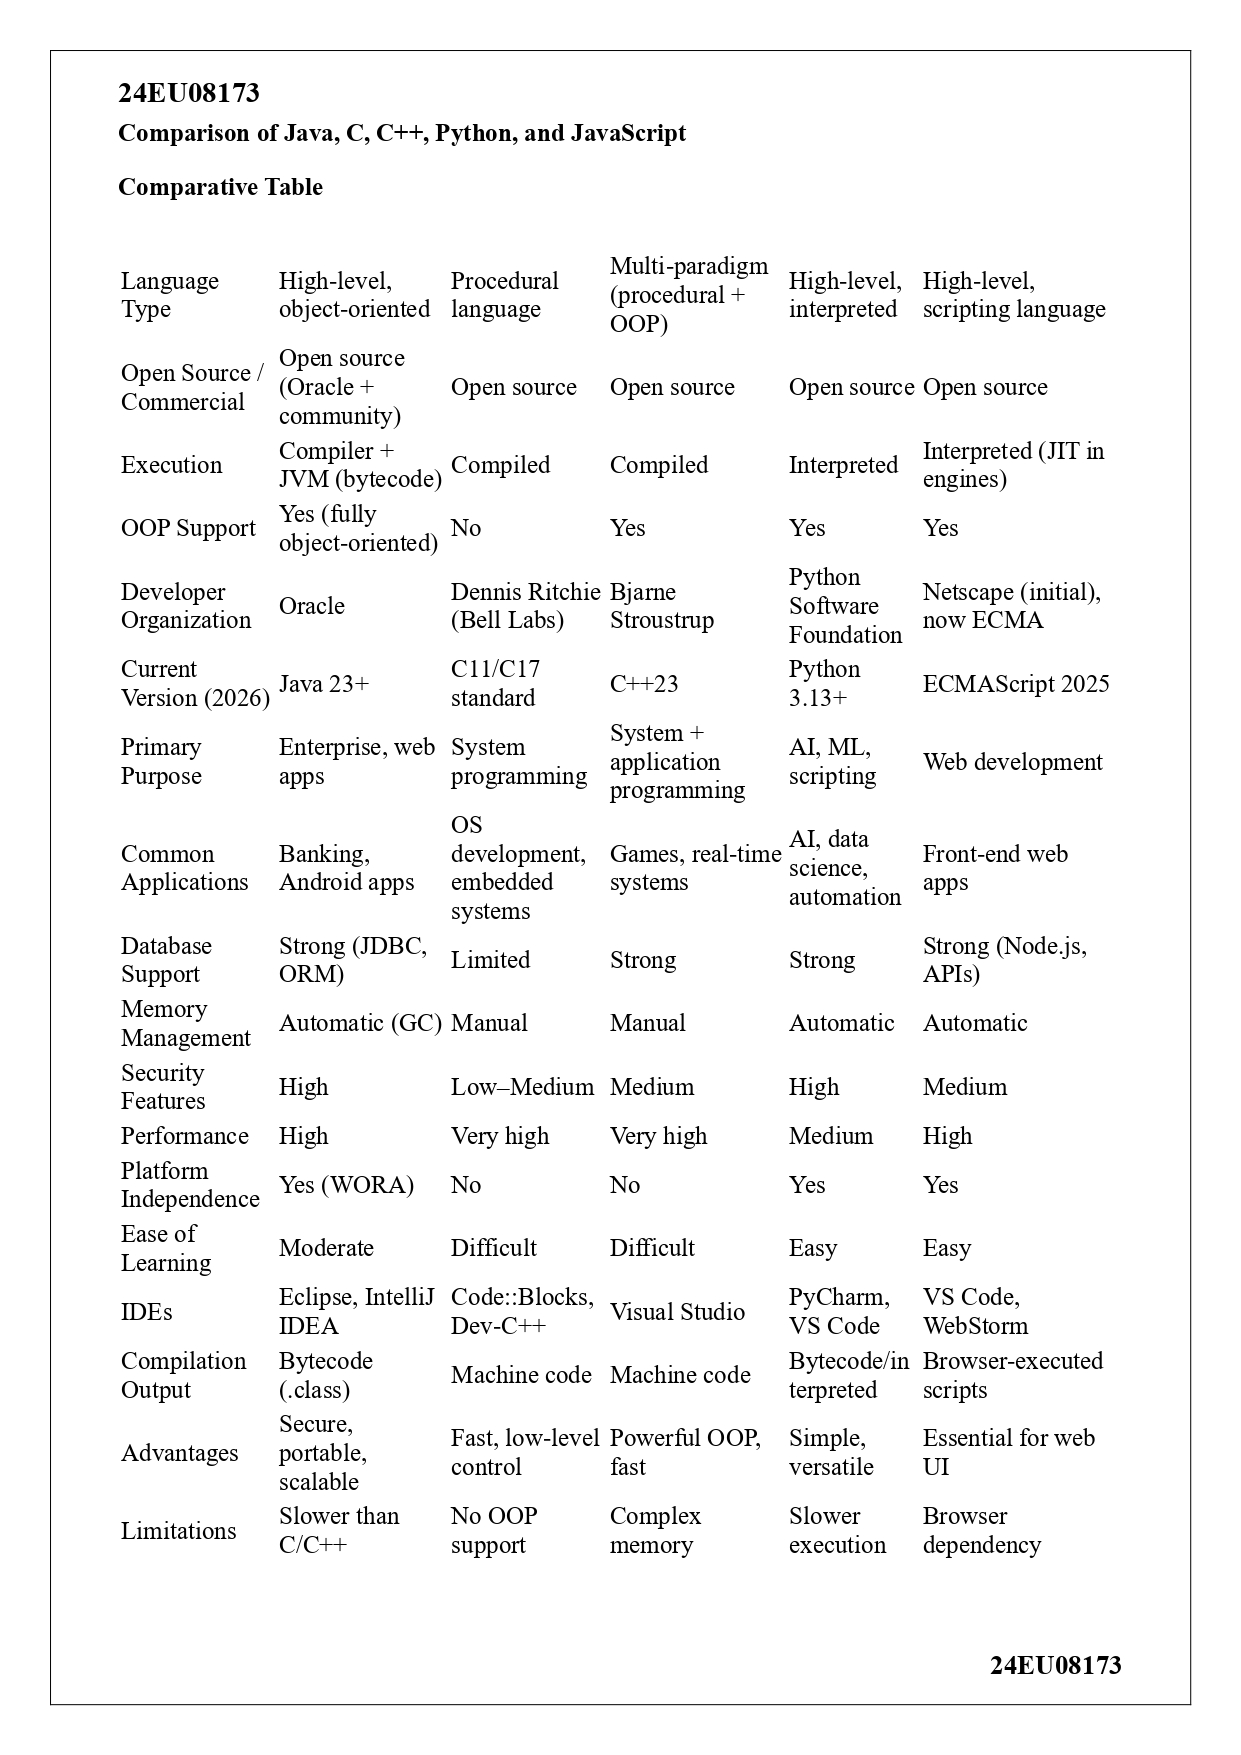 24EU08173
Comparison of Java, C, C++, Python, and JavaScript
Comparative Table
Language Type | High-level, object-oriented | Procedural language | Multi-paradigm (procedural + OOP) | High-level, interpreted | High-level, scripting language
Open Source / Commercial | Open source (Oracle + community) | Open source | Open source | Open source | Open source
Execution | Compiler + JVM (bytecode) | Compiled | Compiled | Interpreted | Interpreted (JIT in engines)
OOP Support | Yes (fully object-oriented) | No | Yes | Yes | Yes
Developer Organization | Oracle | Dennis Ritchie (Bell Labs) | Bjarne Stroustrup | Python Software Foundation | Netscape (initial), now ECMA
Current Version (2026) | Java 23+ | C11/C17 standard | C++23 | Python 3.13+ | ECMAScript 2025
Primary Purpose | Enterprise, web apps | System programming | System + application programming | AI, ML, scripting | Web development
Common Applications | Banking, Android apps | OS development, embedded systems | Games, real-time systems | AI, data science, automation | Front-end web apps
Database Support | Strong (JDBC, ORM) | Limited | Strong | Strong | Strong (Node.js, APIs)
Memory Management | Automatic (GC) | Manual | Manual | Automatic | Automatic
Security Features | High | Low–Medium | Medium | High | Medium
Performance | High | Very high | Very high | Medium | High
Platform Independence | Yes (WORA) | No | No | Yes | Yes
Ease of Learning | Moderate | Difficult | Difficult | Easy | Easy
IDEs | Eclipse, IntelliJ IDEA | Code::Blocks, Dev-C++ | Visual Studio | PyCharm, VS Code | VS Code, WebStorm
Compilation Output | Bytecode (.class) | Machine code | Machine code | Bytecode/interpreted | Browser-executed scripts
Advantages | Secure, portable, scalable | Fast, low-level control | Powerful OOP, fast | Simple, versatile | Essential for web UI
Limitations | Slower than C/C++ | No OOP support | Complex memory | Slower execution | Browser dependency
24EU08173